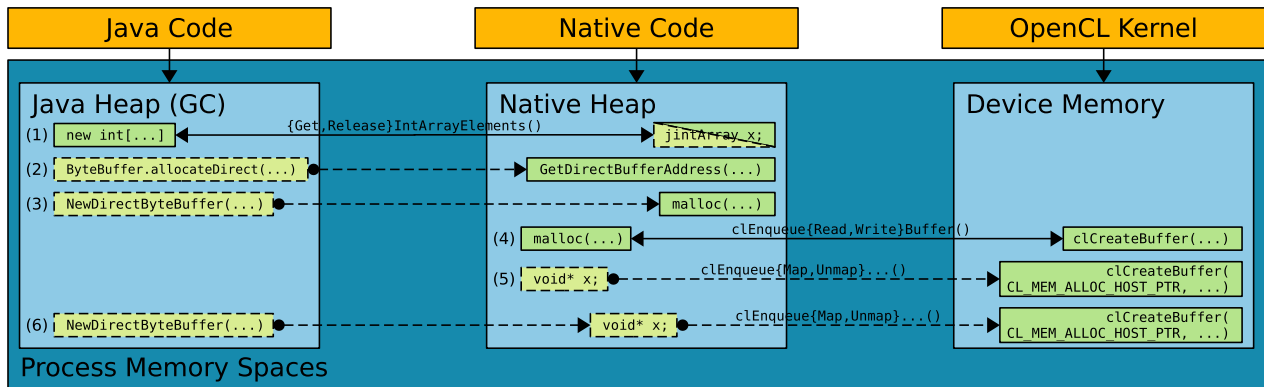 Java Code
Native Code
OpenCL Kernel
Java Heap (GC)
Native Heap
Device Memory
(1) new int[...] {Get,Release}IntArrayElements() jintArray x;
(2) ByteBuffer.allocateDirect(...) GetDirectBufferAddress(...)
(3) NewDirectByteBuffer(...) malloc(...)
(4) malloc(...) clEnqueue{Read,Write}Buffer() clCreateBuffer(...)
(5) void* x; clEnqueue{Map,Unmap}...() clCreateBuffer(
CL_MEM_ALLOC_HOST_PTR, ...)
(6) NewDirectByteBuffer(...) void* x; clEnqueue{Map,Unmap}...() clCreateBuffer(
CL_MEM_ALLOC_HOST_PTR, ...)
Process Memory Spaces